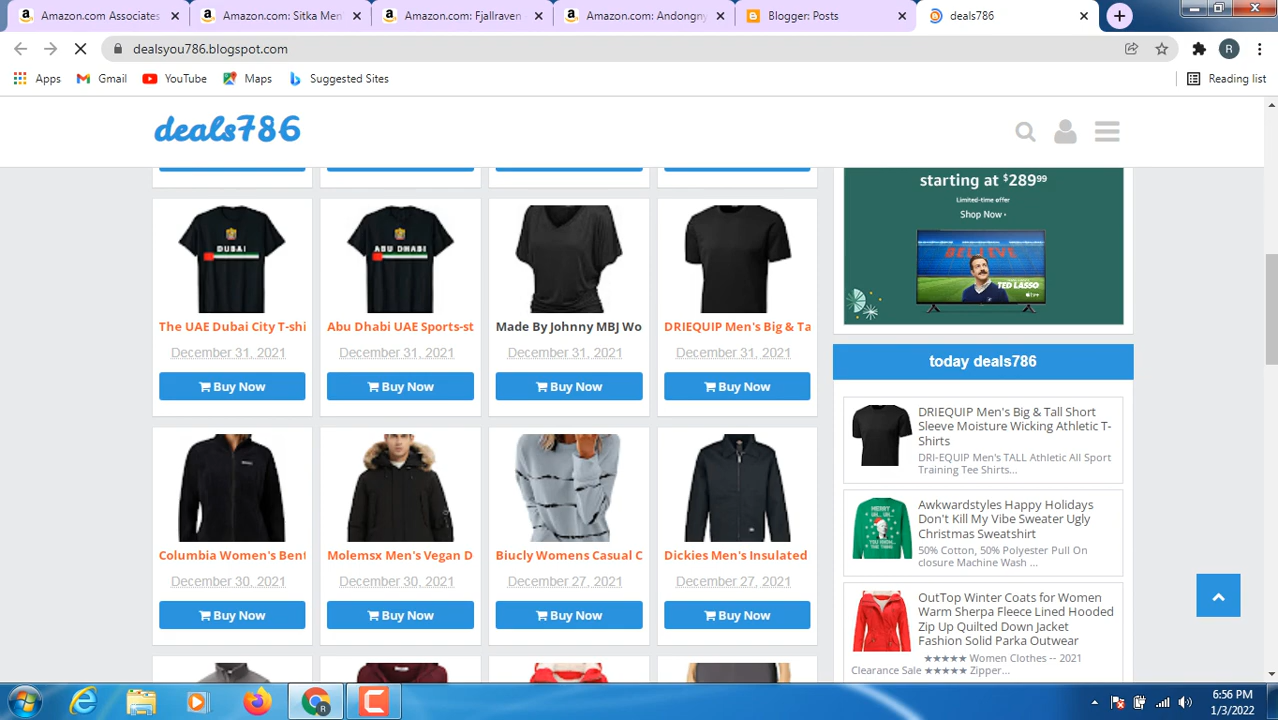 Amazon.com Associates
Amazon.com: Sitka Men
Amazon.com: Fjallraven
Amazon.com: Andongny
Blogger: Posts
deals786
dealsyou786.blogspot.com
R
Apps
Gmail
YouTube
Maps
Suggested Sites
Reading list
deals786
starting at $289.99
Limited-time offer
Shop Now ›
BELIEVE
TED LASSO
tv+
DUBAI
ABU DHABI
The UAE Dubai City T-shi
Abu Dhabi UAE Sports-st
Made By Johnny MBJ Wo
DRIEQUIP Men's Big & Ta
December 31, 2021
December 31, 2021
December 31, 2021
December 31, 2021
Buy Now
Buy Now
Buy Now
Buy Now
today deals786
DRIEQUIP Men's Big & Tall Short
Sleeve Moisture Wicking Athletic T-
Shirts
DRI-EQUIP Men's TALL Athletic All Sport
Training Tee Shirts...
Awkwardstyles Happy Holidays
Don't Kill My Vibe Sweater Ugly
Christmas Sweatshirt
50% Cotton, 50% Polyester Pull On
closure Machine Wash ...
OutTop Winter Coats for Women
Warm Sherpa Fleece Lined Hooded
Zip Up Quilted Down Jacket
Fashion Solid Parka Outwear
★★★★★ Women Clothes -- 2021
Clearance Sale ★★★★★ Zipper...
Columbia Women's Bent
Molemsx Men's Vegan D
Biucly Womens Casual C
Dickies Men's Insulated
December 30, 2021
December 30, 2021
December 27, 2021
December 27, 2021
Buy Now
Buy Now
Buy Now
Buy Now
6:56 PM
1/3/2022